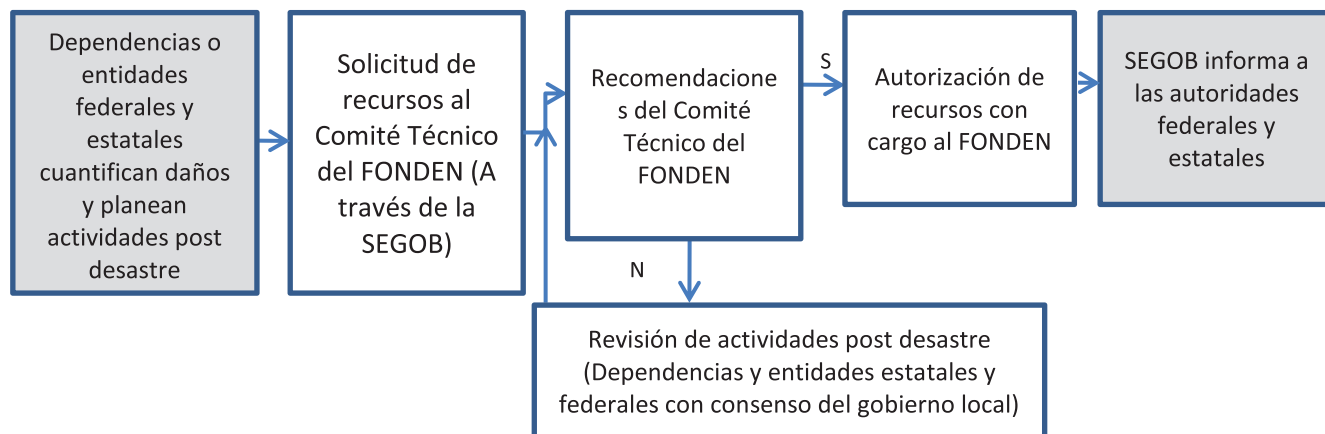 Dependencias o
entidades
federales y
estatales
cuantifican daños
y planean
actividades post
desastre
Solicitud de
recursos al
Comité Técnico
del FONDEN (A
través de la
SEGOB)
Recomendacione
s del Comité
Técnico del
FONDEN
S
Autorización de
recursos con
cargo al FONDEN
SEGOB informa a
las autoridades
federales y
estatales
N
Revisión de actividades post desastre
(Dependencias y entidades estatales y
federales con consenso del gobierno local)